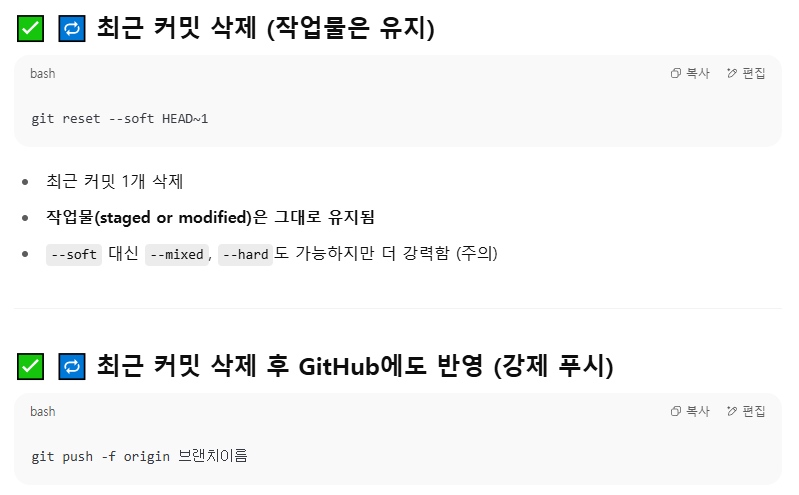 ✅ 🔁 최근 커밋 삭제 (작업물은 유지)
bash 복사 편집
git reset --soft HEAD~1
• 최근 커밋 1개 삭제
• 작업물(staged or modified)은 그대로 유지됨
• --soft 대신 --mixed, --hard도 가능하지만 더 강력함 (주의)
✅ 🔁 최근 커밋 삭제 후 GitHub에도 반영 (강제 푸시)
bash 복사 편집
git push -f origin 브랜치이름